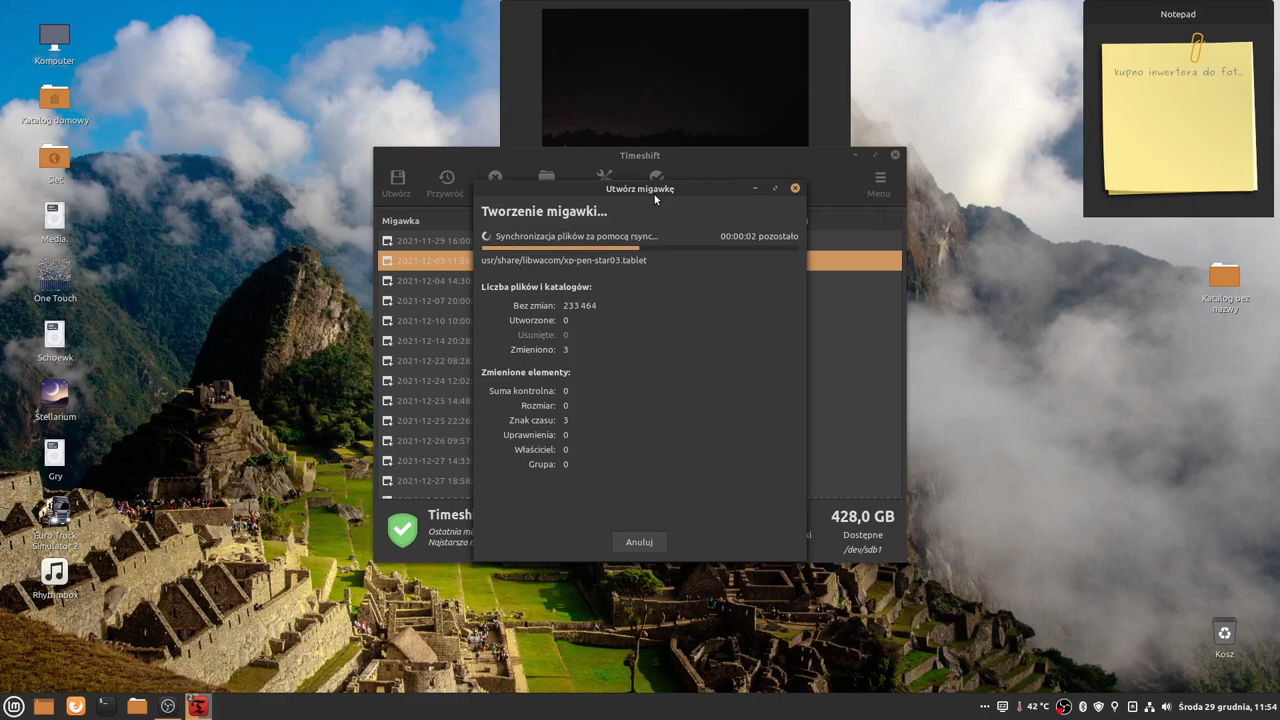 Komputer
Katalog domowy
Sieć
Media.
One Touch
Schoewk
Stellarium
Gry
Euro Truck
Simulator 2
Rhythmbox
Timeshift
Utwórz
Przywróć
Menu
Migawka
2021-11-29 16:00:
2021-12-03 11:56
2021-12-04 14:30:
2021-12-07 20:00:
2021-12-10 10:00:
2021-12-14 20:28:
2021-12-22 08:28:
2021-12-24 12:02:
2021-12-25 14:48:
2021-12-25 22:26:
2021-12-26 09:57:
2021-12-27 14:33:
2021-12-27 18:58:
Timesh
Ostatnia mi
Najstarsza m
428,0 GB
Dostępne
/dev/sdb1
Utwórz migawkę
Tworzenie migawki...
Synchronizacja plików za pomocą rsync... 00:00:02 pozostało
usr/share/libwacom/xp-pen-star03.tablet
Liczba plików i katalogów:
Bez zmian: 233 464
Utworzone: 0
Usunięte: 0
Zmieniono: 3
Zmienione elementy:
Suma kontrolna: 0
Rozmiar: 0
Znak czasu: 3
Uprawnienia: 0
Właściciel: 0
Grupa: 0
Anuluj
Notepad
kupno inwertera do fot...
Katalog bez
nazwy
Kosz
42 °C
Środa 29 grudnia, 11:54